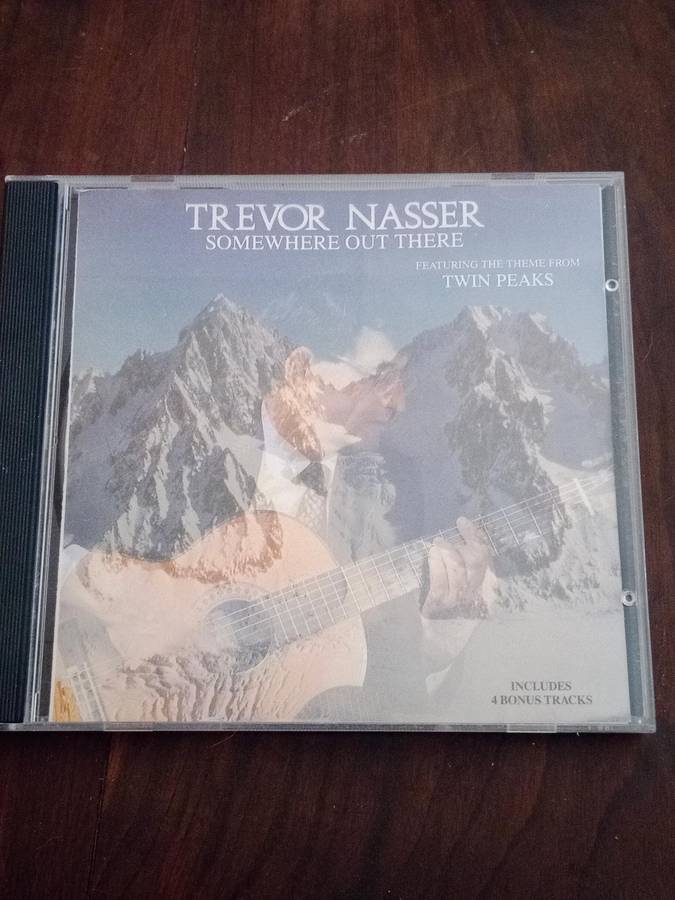 TREVOR NASSER
SOMEWHERE OUT THERE
FEATURING THE THEME FROM
TWIN PEAKS
INCLUDES
4 BONUS TRACKS